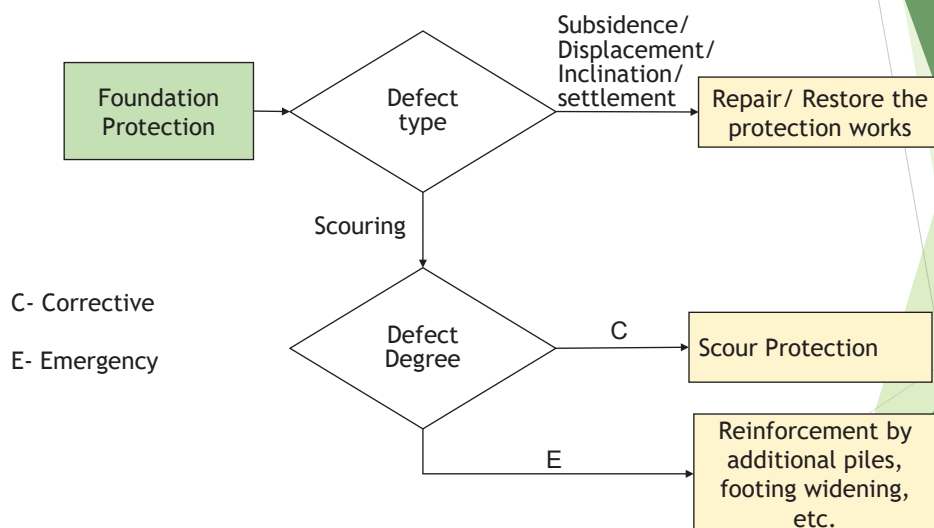 Subsidence/
Displacement/
Inclination/
settlement
Foundation
Protection
Defect
type
Repair/ Restore the
protection works
Scouring
C- Corrective
E- Emergency
Defect
Degree
C
Scour Protection
E
Reinforcement by
additional piles,
footing widening,
etc.